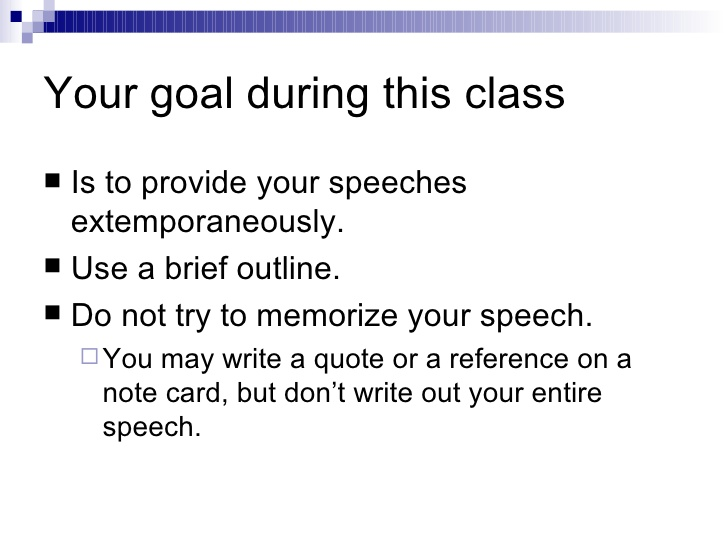 Your goal during this class
Is to provide your speeches
extemporaneously.
Use a brief outline.
Do not try to memorize your speech.
You may write a quote or a reference on a
note card, but don’t write out your entire
speech.